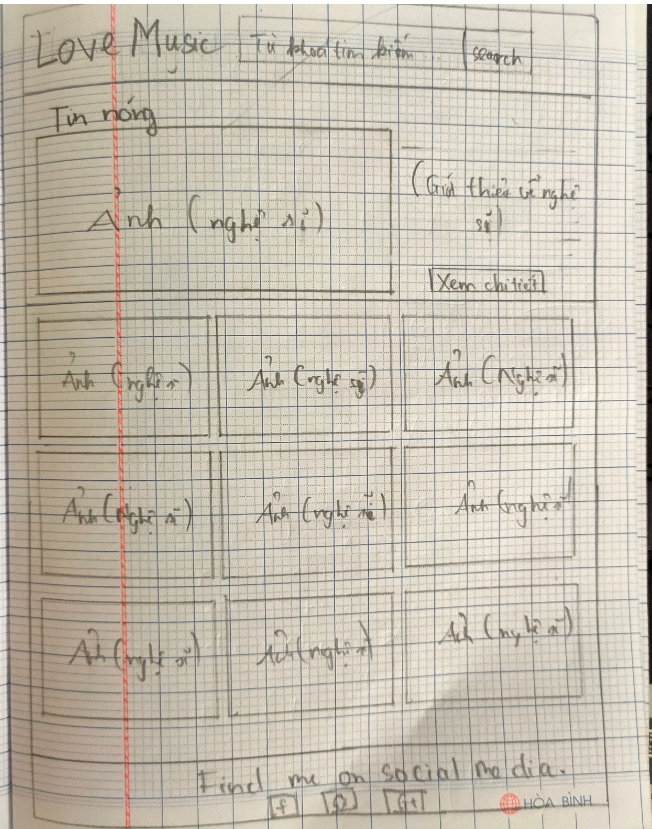 Love Music Từ khoá tìm kiếm... search
Tin nóng
Ảnh (nghệ sĩ)
(Giới thiệu về nghệ
sĩ)
Xem chi tiết
Ảnh (nghệ sĩ) Ảnh (nghệ sỹ) Ảnh (Nghệ sĩ)
Ảnh (Nghệ sĩ) Ảnh (nghệ sĩ) Ảnh (nghệ sĩ)
Ảnh (nghệ sĩ) Ảnh (nghệ sĩ) Ảnh (nghệ sĩ)
Find me on social media.
f P G+
HÒA BÌNH